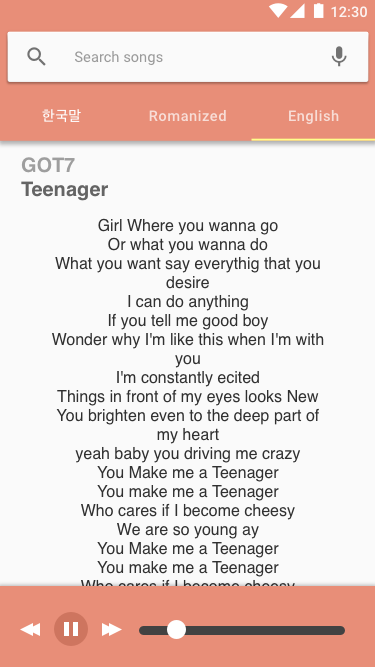 12:30
Search songs
한국말 Romanized English
GOT7
Teenager
Girl Where you wanna go
Or what you wanna do
What you want say everythig that you
desire
I can do anything
If you tell me good boy
Wonder why I'm like this when I'm with
you
I'm constantly ecited
Things in front of my eyes looks New
You brighten even to the deep part of
my heart
yeah baby you driving me crazy
You Make me a Teenager
You make me a Teenager
Who cares if I become cheesy
We are so young ay
You Make me a Teenager
You make me a Teenager
Who cares if I become cheesy